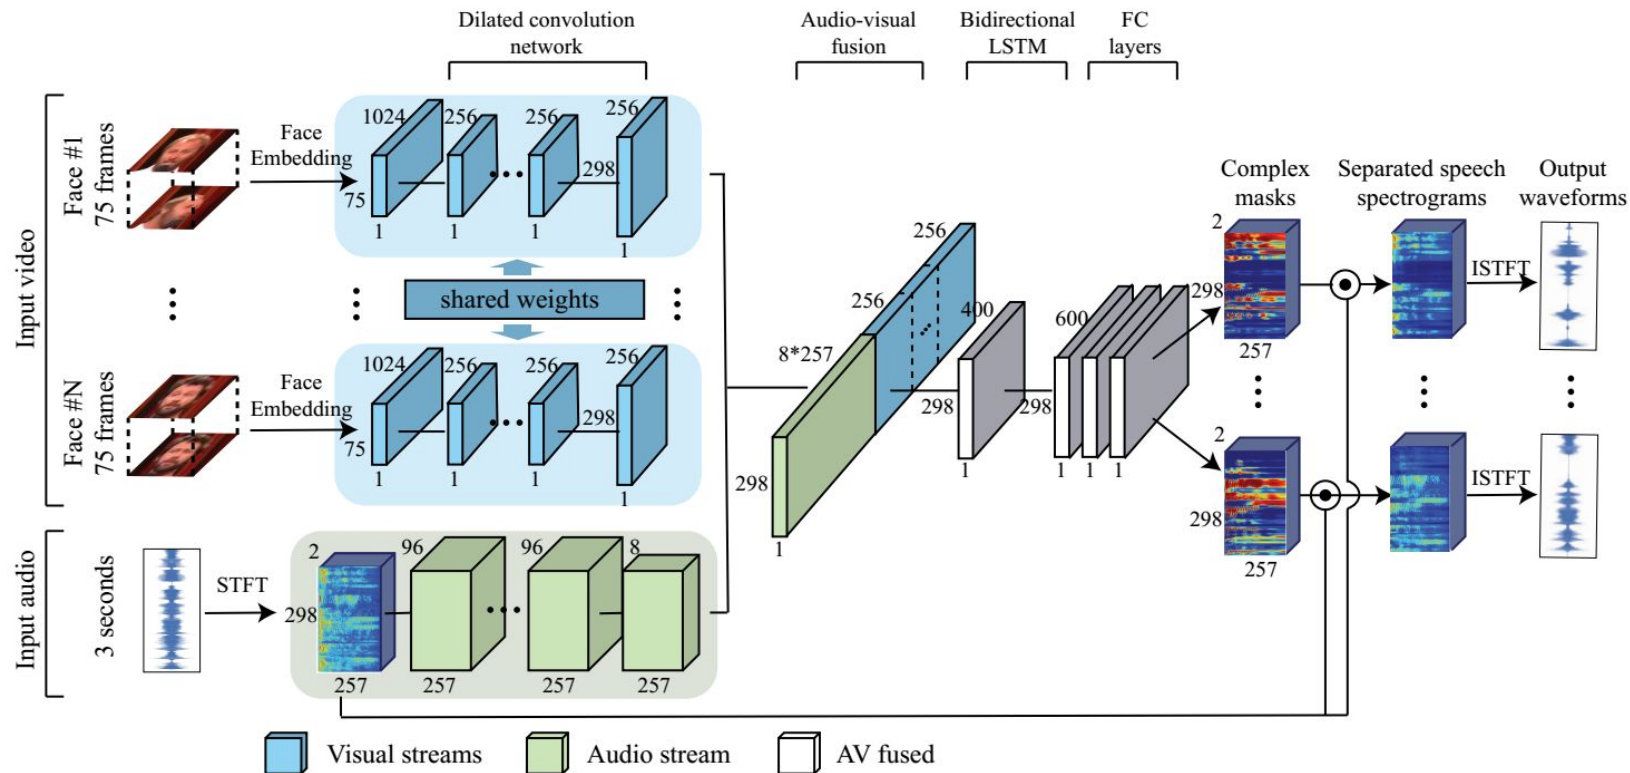 Dilated convolution
network
Audio-visual
fusion
Bidirectional
LSTM
FC
layers
Input video
Face #1
75 frames
Face
Embedding
1024
256
256
256
75
298
1
1
1
1
shared weights
Face #N
75 frames
Face
Embedding
1024
256
256
256
75
298
1
1
1
1
Input audio
3 seconds
STFT
2
96
96
8
298
257
257
257
257
256
256
8*257
298
1
400
298
1
600
298
1
1
1
Complex
masks
Separated speech
spectrograms
Output
waveforms
2
298
257
ISTFT
2
298
257
ISTFT
Visual streams
Audio stream
AV fused